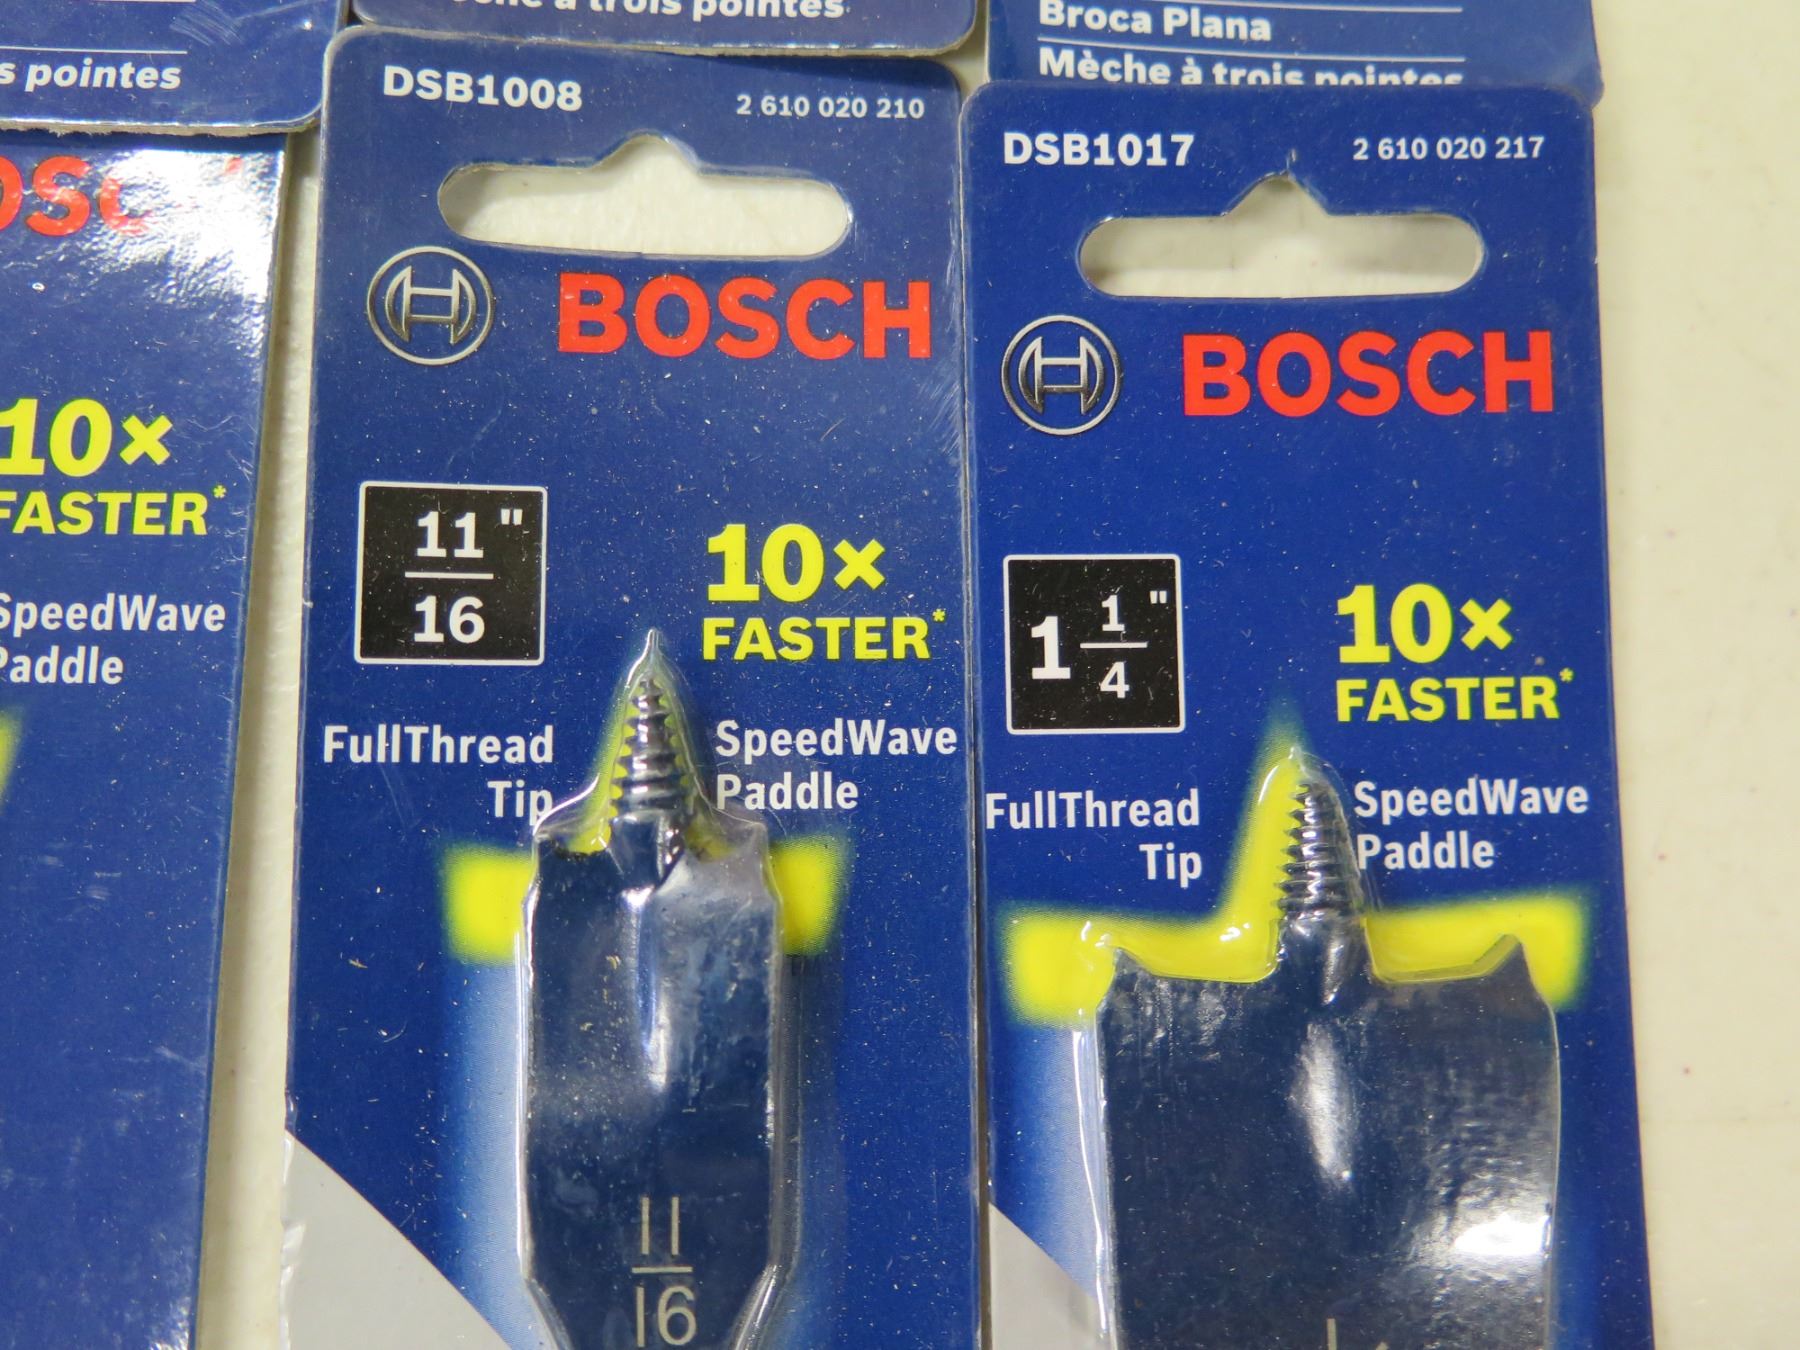 s pointes
10×
FASTER*
SpeedWave
Paddle
à trois pointes
DSB1008
2 610 020 210
BOSCH
11"
16
10×
FASTER*
FullThread
Tip
SpeedWave
Paddle
11
16
Broca Plana
Mèche à trois pointes
DSB1017
2 610 020 217
BOSCH
1 1"
4
10×
FASTER*
FullThread
Tip
SpeedWave
Paddle